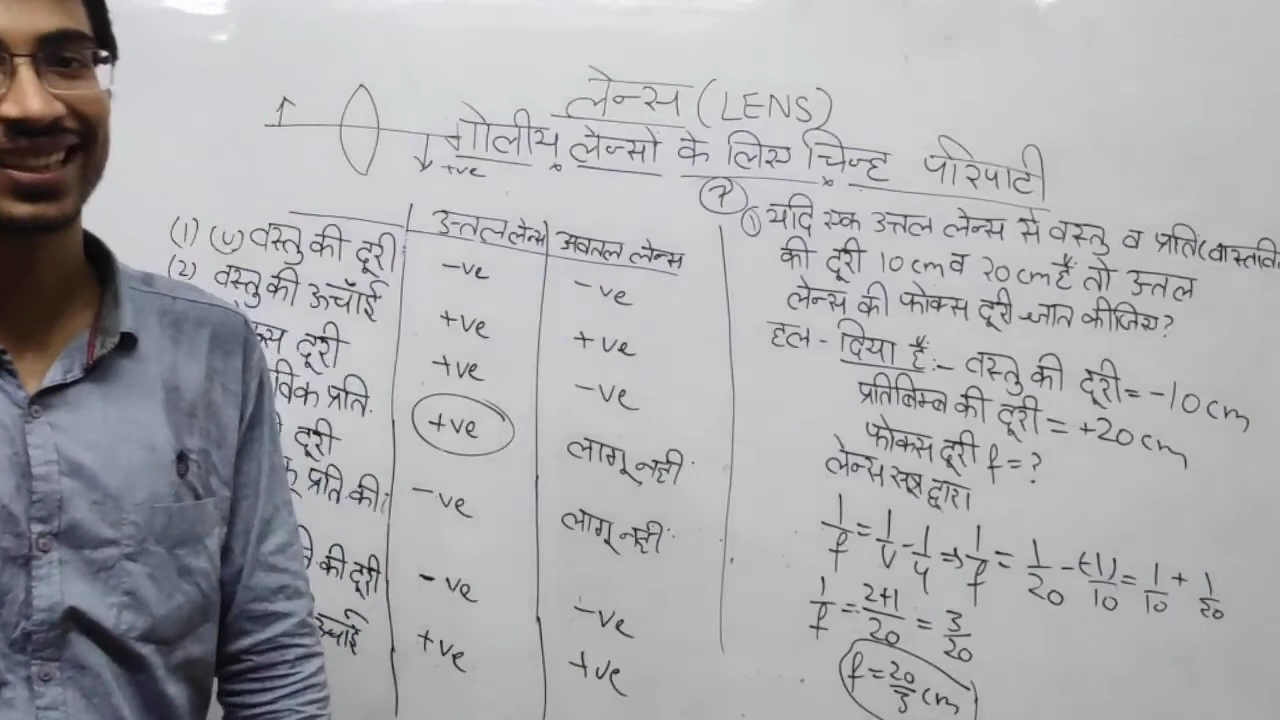 लेन्स (LENS)
गोलीय लेन्सों के लिए चिन्ह परिपाटी
+ve
उत्तल लेन्स अवतल लेन्स
(1) (u) वस्तु की दूरी -ve -ve
(2) वस्तु की ऊँचाई +ve +ve
दूरी +ve -ve
प्रति. +ve लागू नहीं.
दूरी
प्रति. की -ve लागू नहीं.
की दूरी -ve -ve
+ve +ve
7
① यदि एक उत्तल लेन्स से वस्तु व प्रति(वास्तवि
की दूरी 10 cm व 20 cm है तो उत्तल
लेन्स की फोकस दूरी ज्ञात कीजिए?
हल - दिया है:- वस्तु की दूरी = -10 cm
प्रतिबिम्ब की दूरी = +20 cm
फोकस दूरी f = ?
लेन्स सूत्र द्वारा
1/f = 1/v - 1/u ⇒ 1/f = 1/20 - (-1)/10 = 1/10 + 1/20
1/f = 2+1/20 = 3/20
f = 20/3 cm